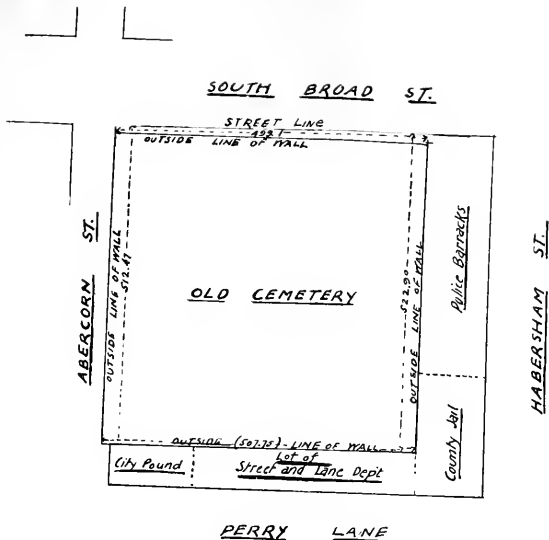 SOUTH BROAD ST.
STREET LINE
499.1
OUTSIDE LINE OF WALL
ABERCORN ST.
OUTSIDE LINE OF WALL
512.47
OLD CEMETERY
522.90
OUTSIDE LINE OF WALL
Police Barracks
HABERSHAM ST.
OUTSIDE (507.75) LINE OF WALL
City Pound
Lot of
Street and Lane Dept
County Jail
PERRY LANE